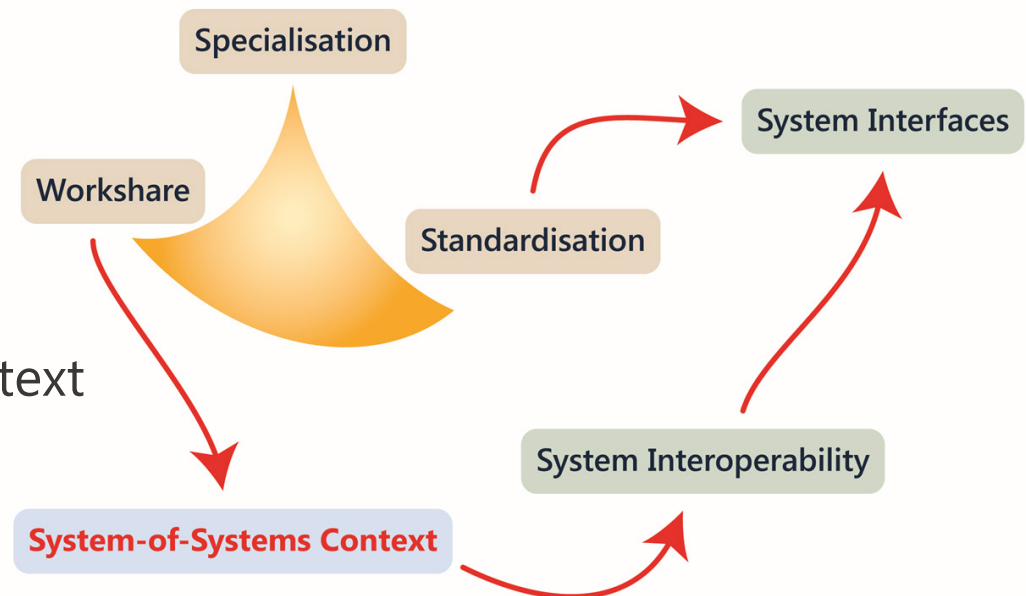 Specialisation
System Interfaces
Workshare
Standardisation
text
System Interoperability
System-of-Systems Context